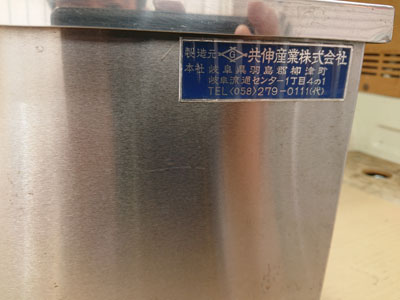 製造元 共伸産業株式会社
本社 岐阜県羽島郡柳津町
岐阜流通センター1丁目4の1
TEL(058)279-0111(代)